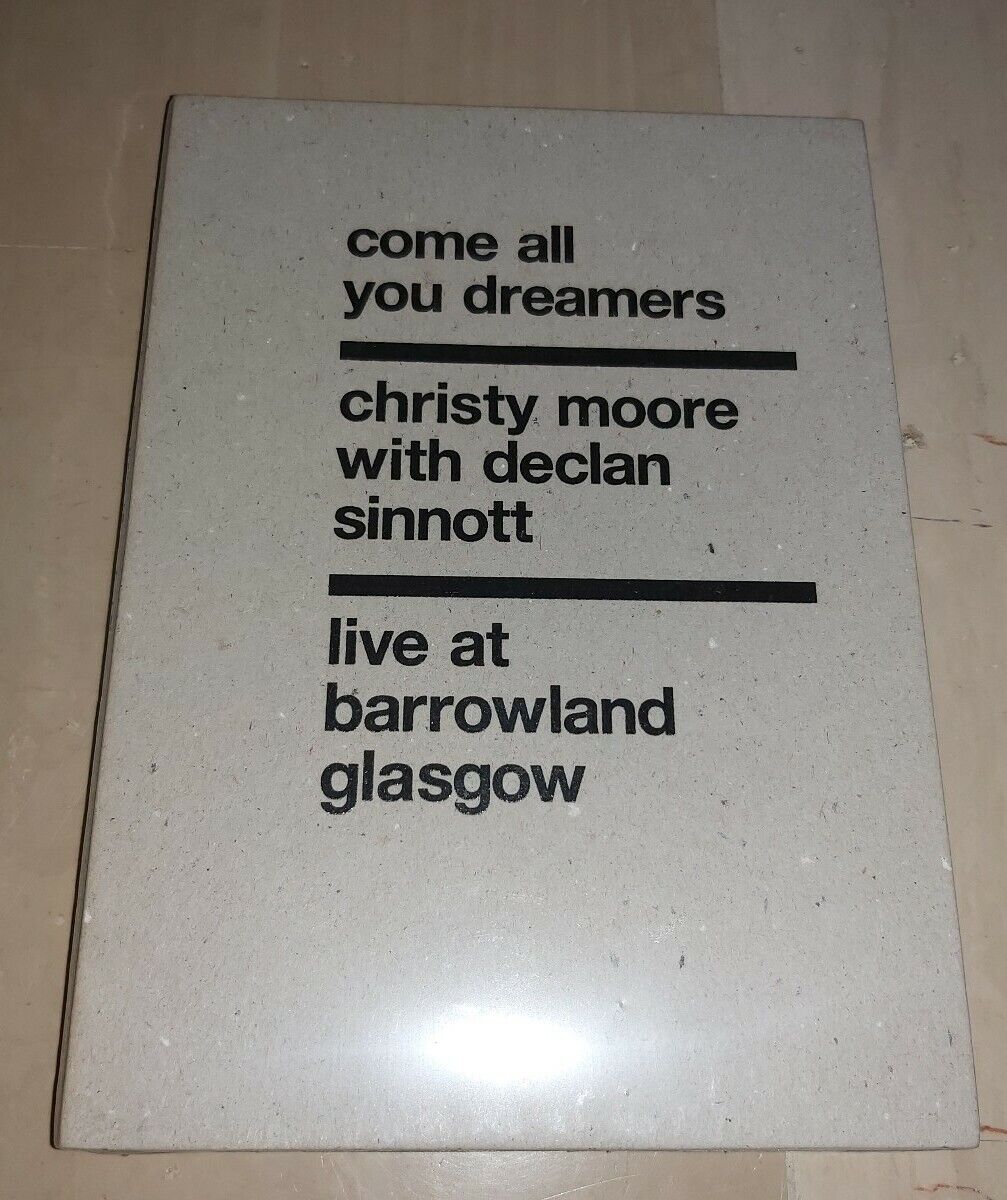 come all
you dreamers
christy moore
with declan
sinnott
live at
barrowland
glasgow